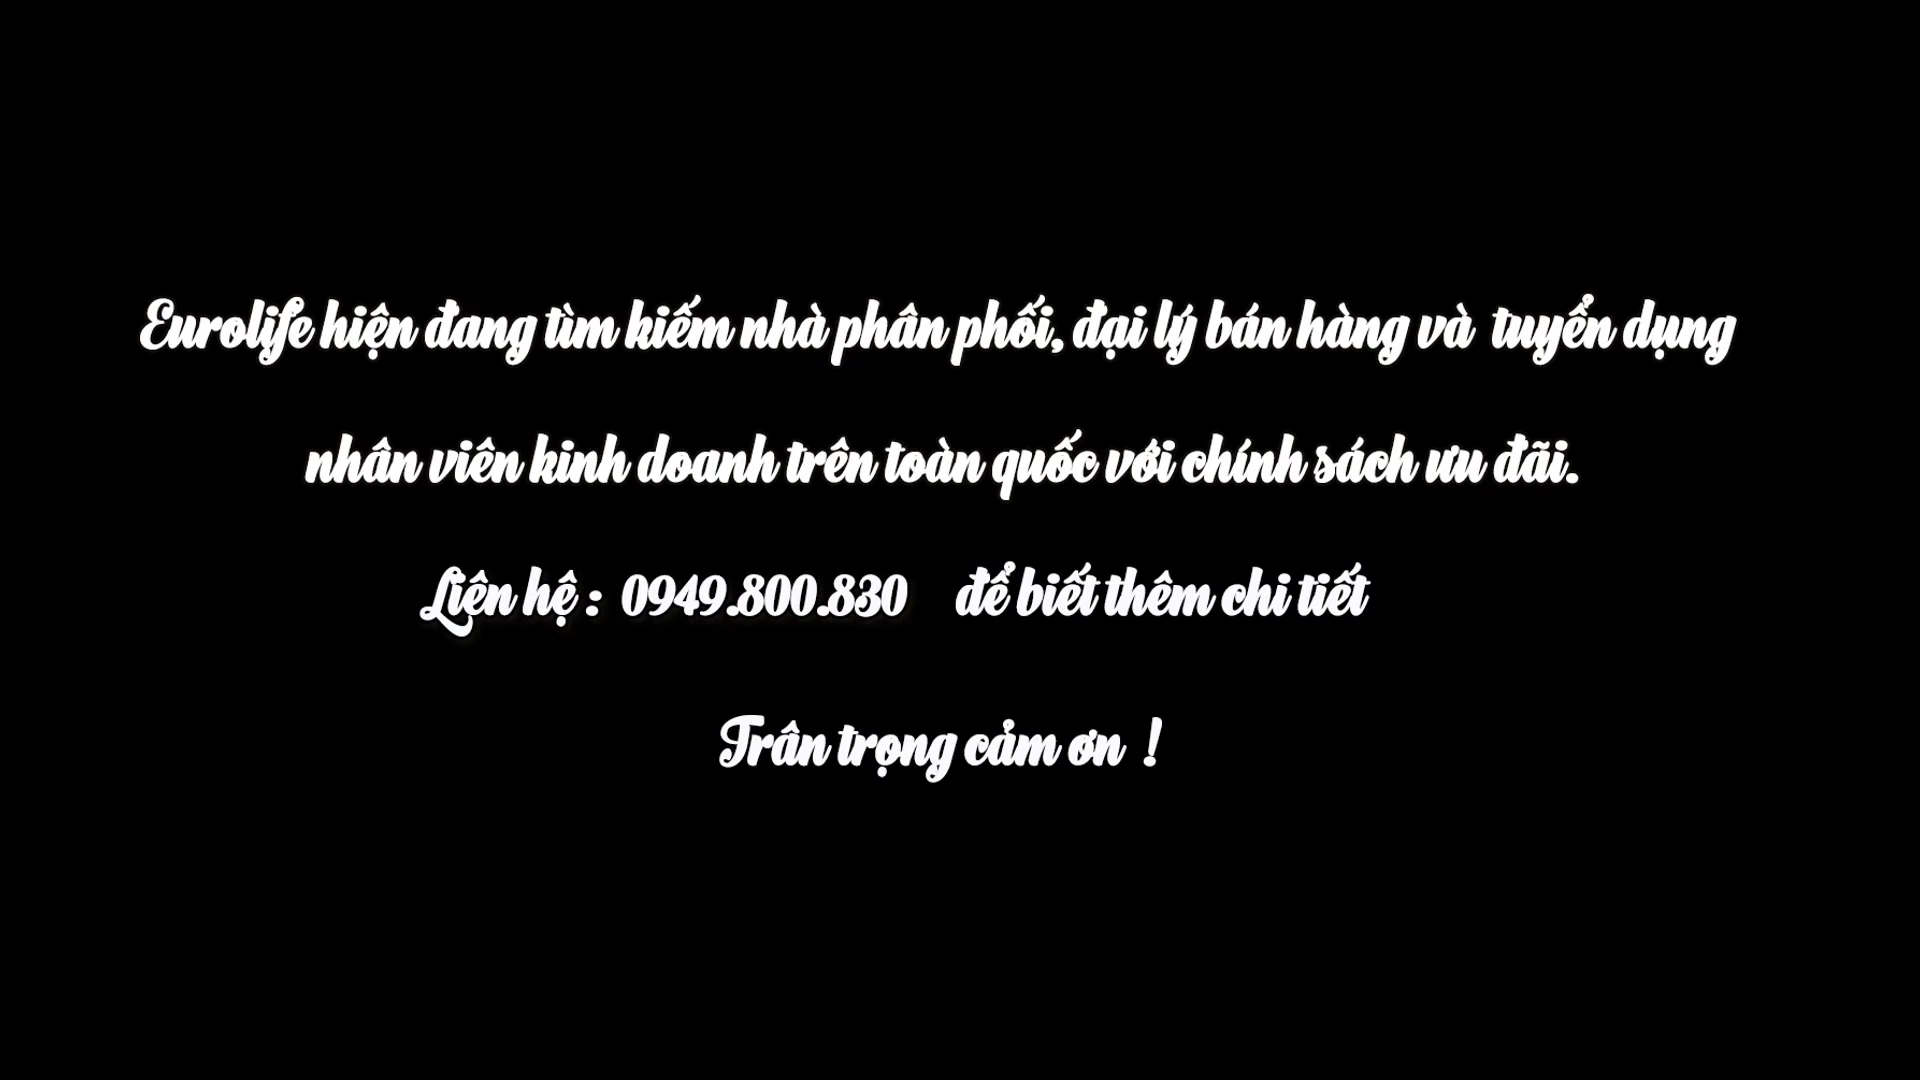 Eurolife hiện đang tìm kiếm nhà phân phối, đại lý bán hàng và tuyển dụng
nhân viên kinh doanh trên toàn quốc với chính sách ưu đãi.
Liên hệ : 0949.800.830 để biết thêm chi tiết
Trân trọng cảm ơn !